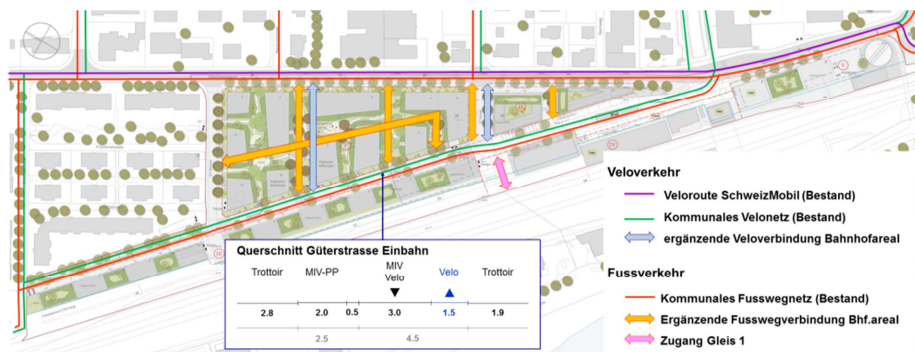 Querschnitt Güterstrasse Einbahn
Trottoir MIV-PP MIV Velo Velo Trottoir
2.8 2.0 0.5 3.0 1.5 1.9
2.5 4.5
Veloverkehr
Veloroute SchweizMobil (Bestand)
Kommunales Velonetz (Bestand)
ergänzende Veloverbindung Bahnhofareal
Fussverkehr
Kommunales Fusswegnetz (Bestand)
Ergänzende Fusswegverbindung Bhf.areal
Zugang Gleis 1